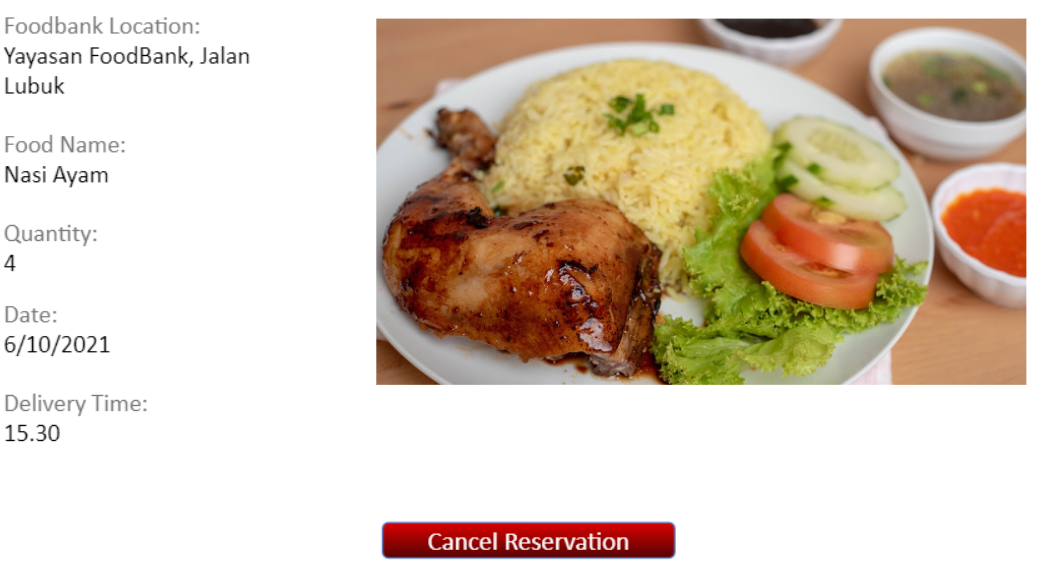 Foodbank Location:
Yayasan FoodBank, Jalan
Lubuk
Food Name:
Nasi Ayam
Quantity:
4
Date:
6/10/2021
Delivery Time:
15.30
Cancel Reservation